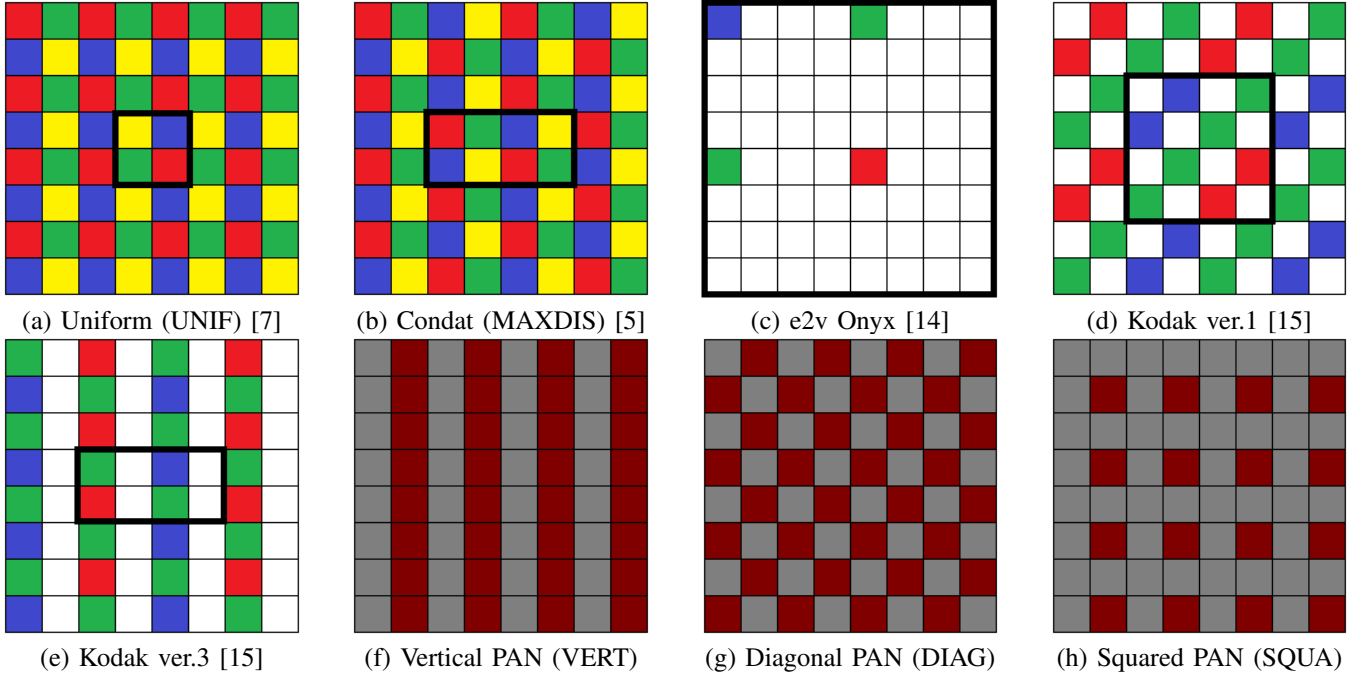 (a) Uniform (UNIF) [7]
(b) Condat (MAXDIS) [5]
(c) e2v Onyx [14]
(d) Kodak ver.1 [15]
(e) Kodak ver.3 [15]
(f) Vertical PAN (VERT)
(g) Diagonal PAN (DIAG)
(h) Squared PAN (SQUA)